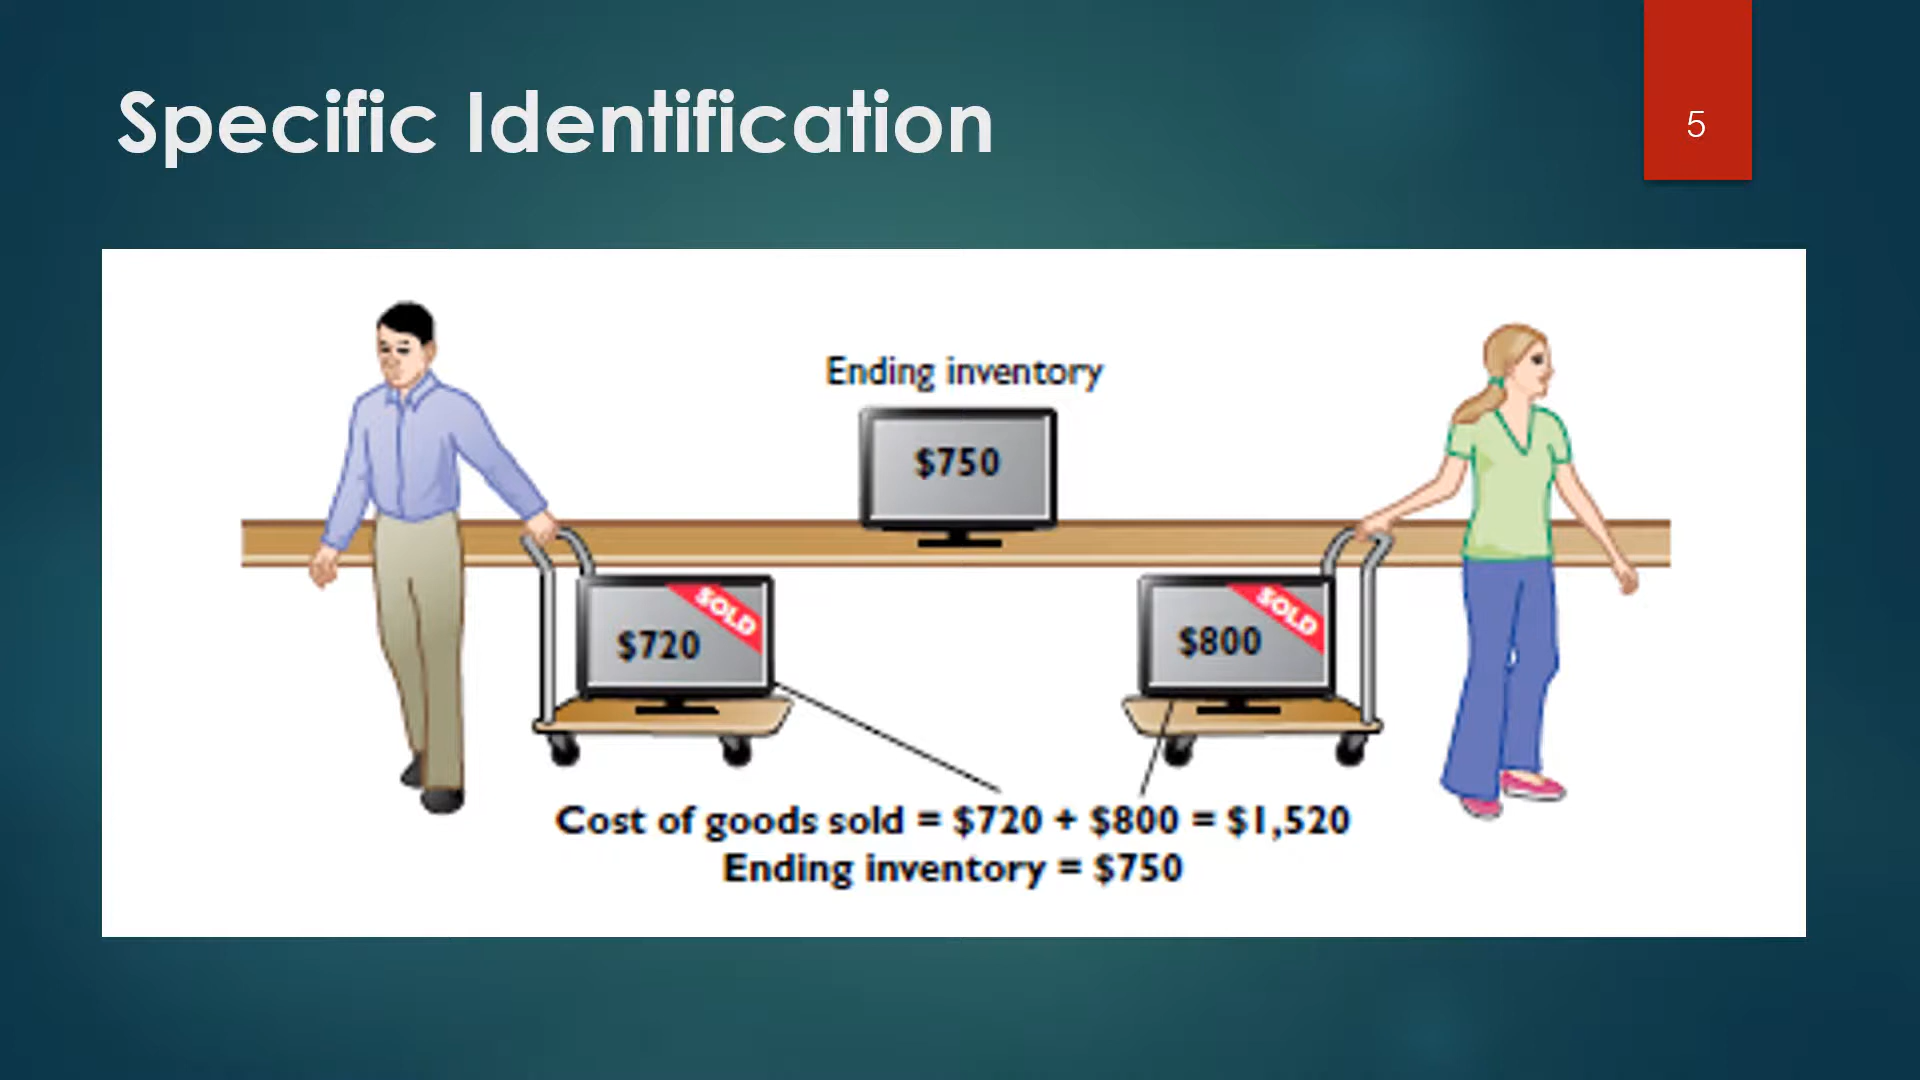 Specific Identification
5
Ending inventory
$750
SOLD
$720
SOLD
$800
Cost of goods sold = $720 + $800 = $1,520
Ending inventory = $750